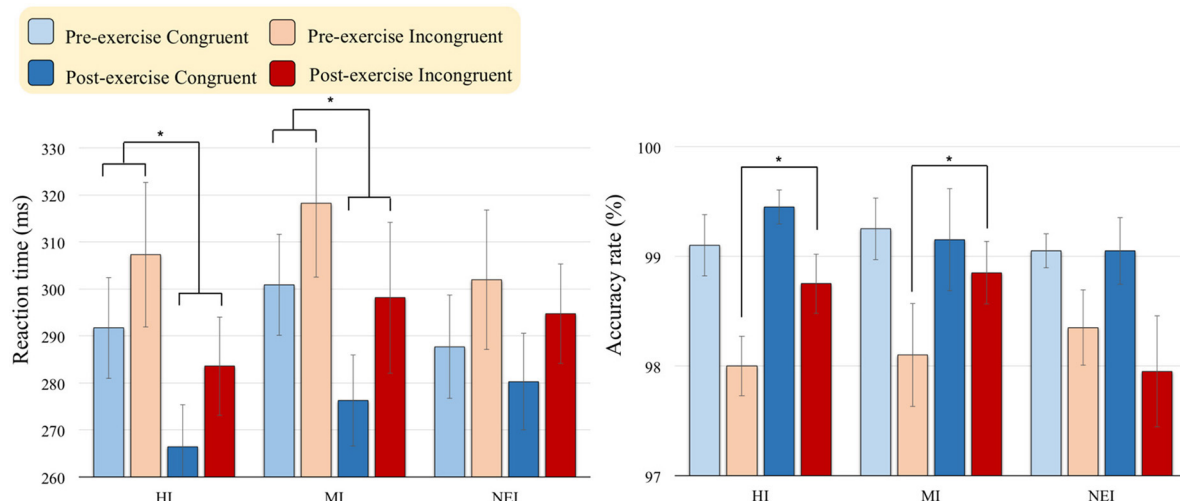 Pre-exercise Congruent
Pre-exercise Incongruent
Post-exercise Congruent
Post-exercise Incongruent
*
*
330
320
310
300
290
280
270
260
Reaction time (ms)
HI
MI
NEI
*
*
100
99
98
97
Accuracy rate (%)
HI
MI
NEI